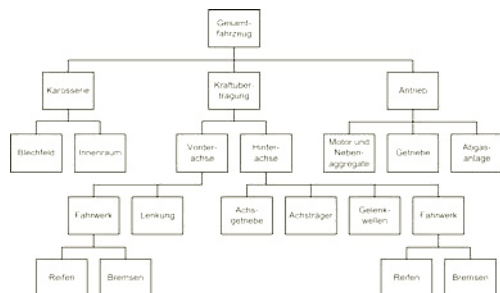 Gesamt-
fahrzeug
Karosserie
Kraftüber-
tragung
Antrieb
Blechfeld
Innenraum
Vorder-
achse
Hinter-
achse
Motor und
Neben-
aggregate
Getriebe
Abgas-
anlage
Fahrwerk
Lenkung
Achs-
getriebe
Achsträger
Gelenk-
wellen
Fahrwerk
Reifen
Bremsen
Reifen
Bremsen